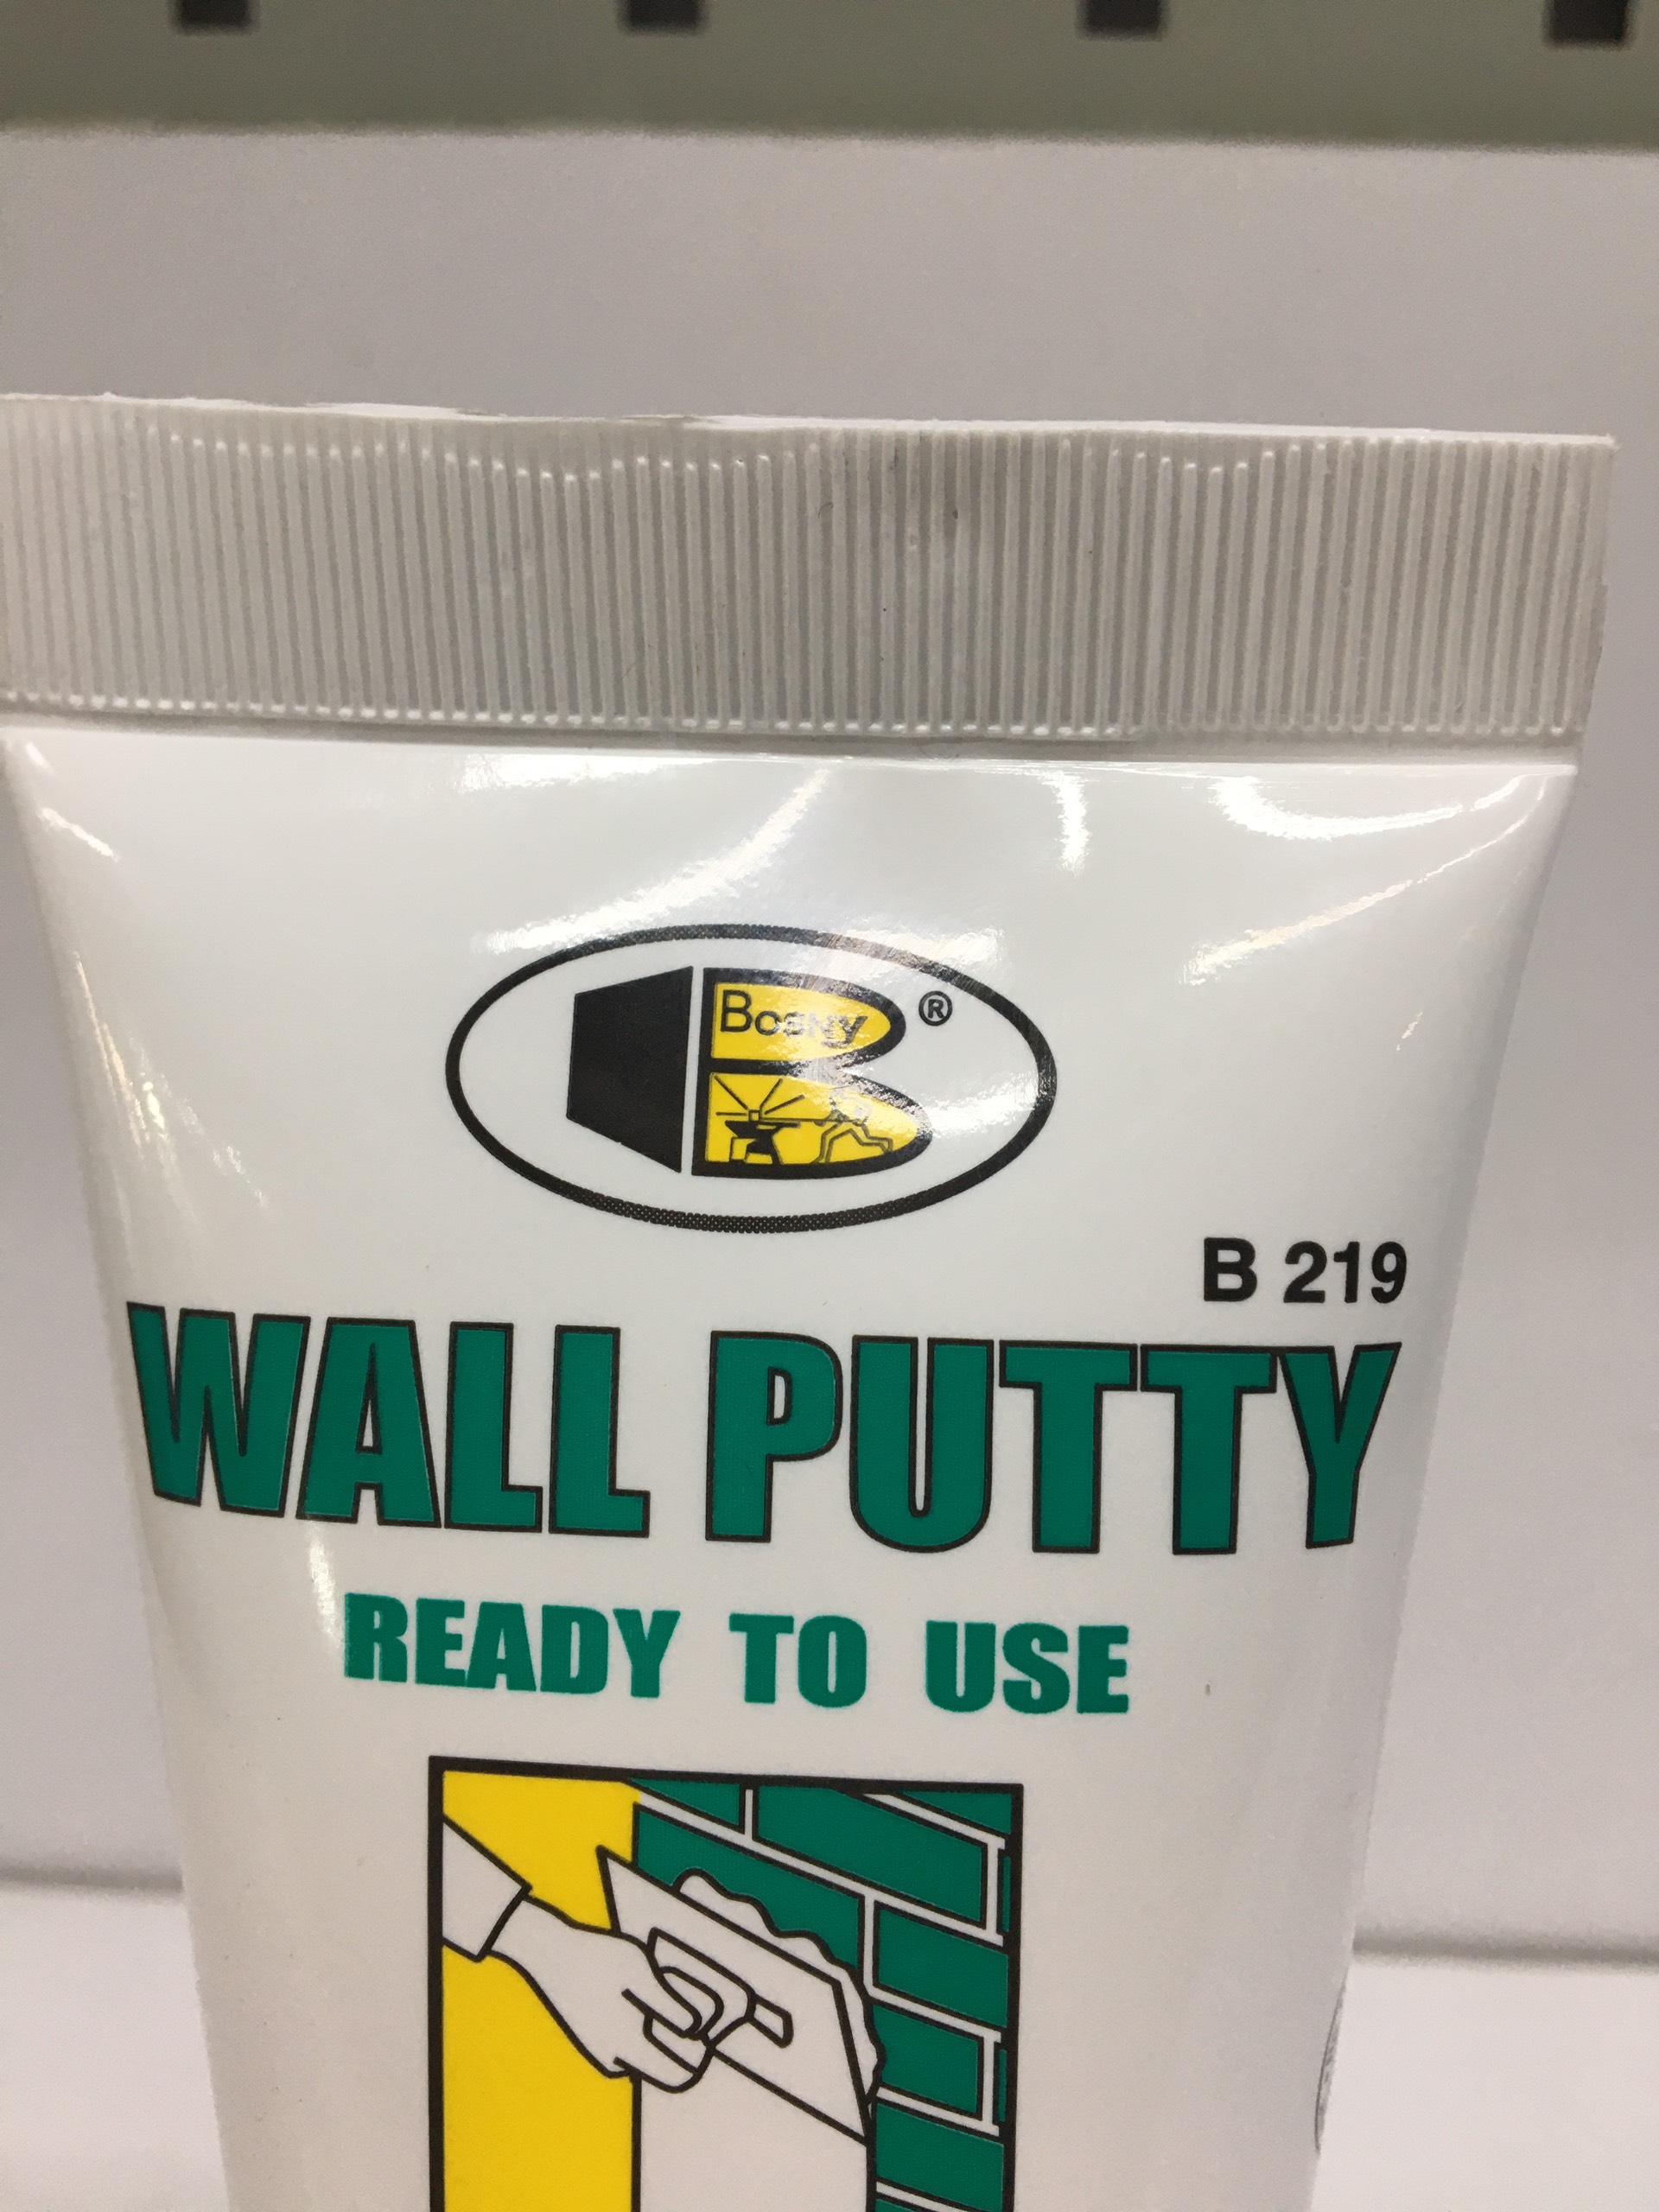 Bosny
®
B 219
WALL PUTTY
READY TO USE